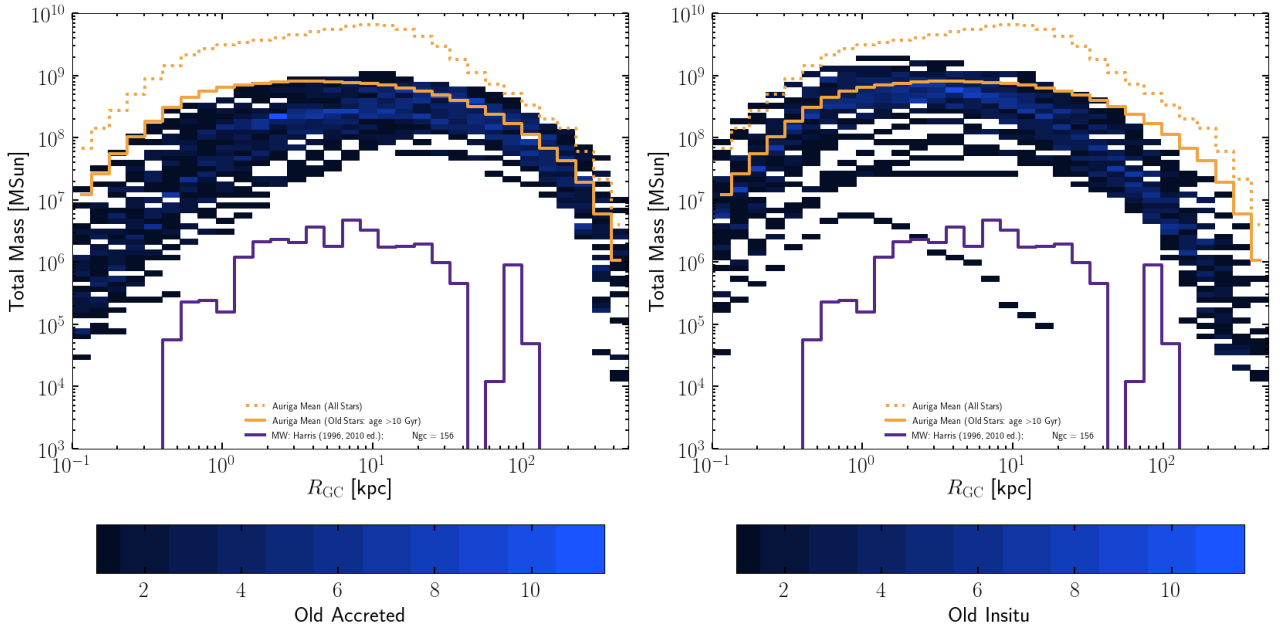 10^10
10^9
10^8
10^7
10^6
10^5
10^4
10^3
Total Mass [MSun]
Auriga Mean (All Stars)
Auriga Mean (Old Stars: age >10 Gyr)
MW: Harris (1996, 2010 ed.); Ngc = 156
10^-1 10^0 10^1 10^2
R_GC [kpc]
2 4 6 8 10
Old Accreted
10^10
10^9
10^8
10^7
10^6
10^5
10^4
10^3
Total Mass [MSun]
Auriga Mean (All Stars)
Auriga Mean (Old Stars: age >10 Gyr)
MW: Harris (1996, 2010 ed.); Ngc = 156
10^-1 10^0 10^1 10^2
R_GC [kpc]
2 4 6 8 10
Old Insitu